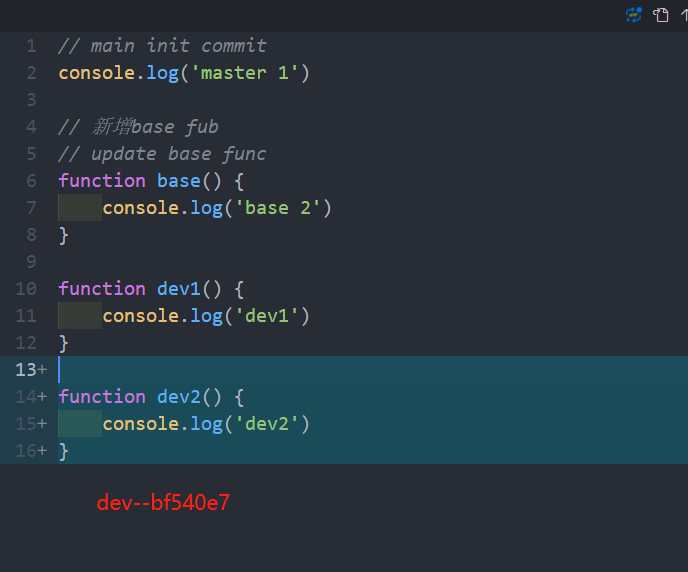 1 // main init commit
2 console.log('master 1')
3
4 // 新增base fub
5 // update base func
6 function base() {
7     console.log('base 2')
8 }
9
10 function dev1() {
11     console.log('dev1')
12 }
13+
14+ function dev2() {
15+     console.log('dev2')
16+ }
dev--bf540e7